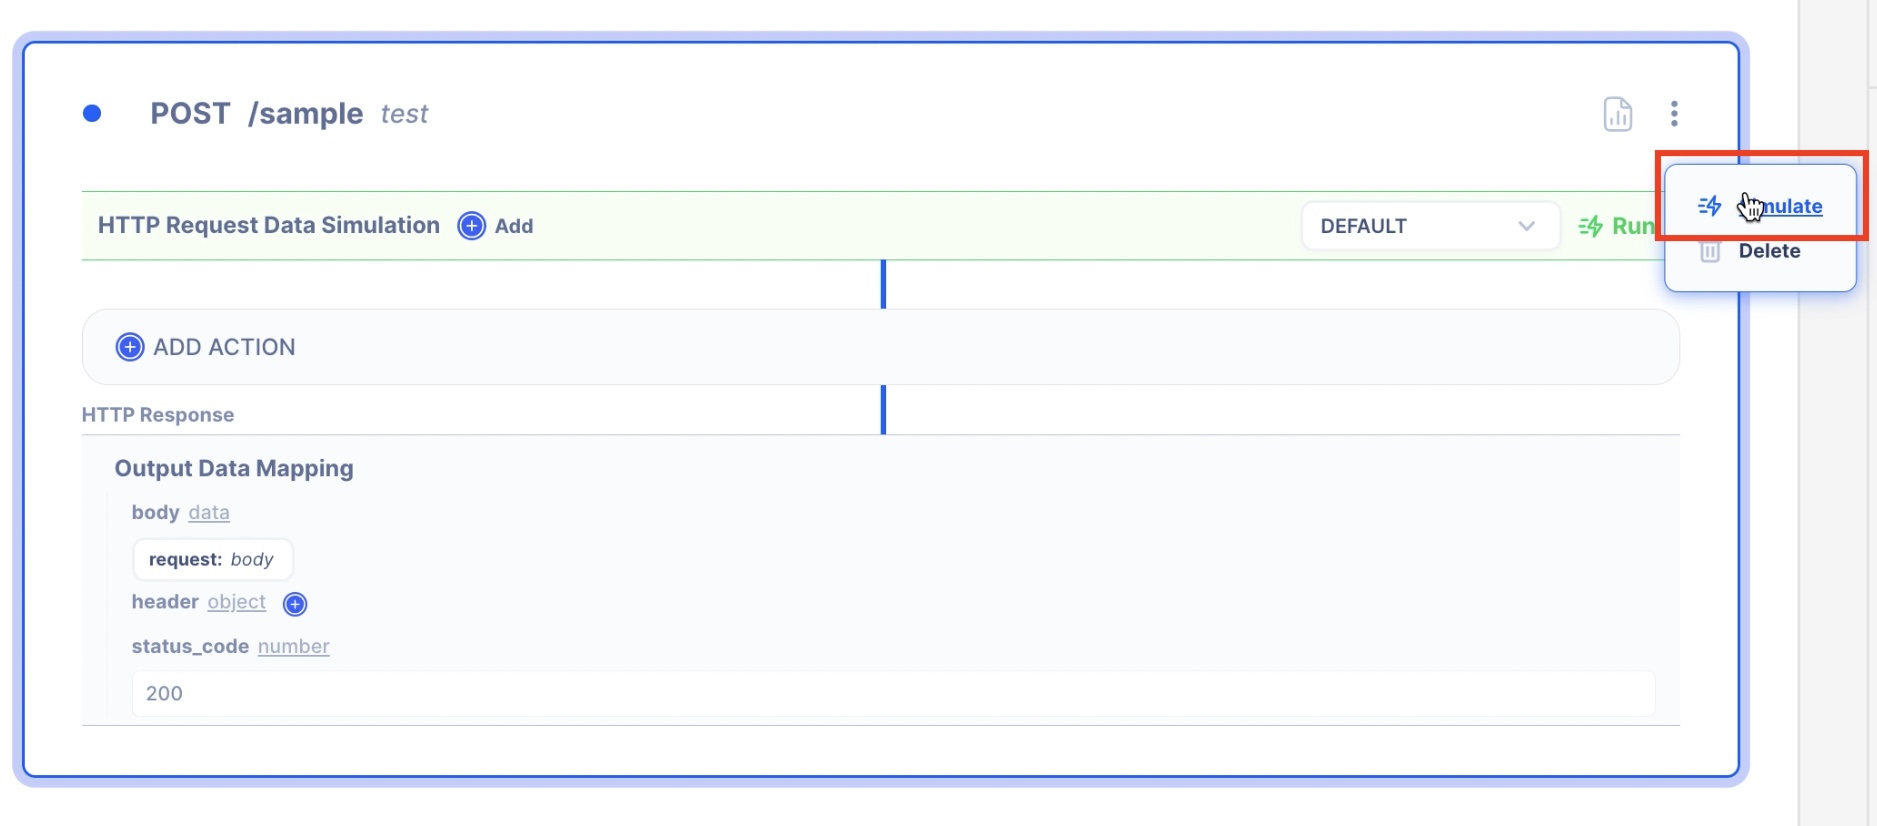 POST /sample test
HTTP Request Data Simulation Add DEFAULT Run
mulate
Delete
ADD ACTION
HTTP Response
Output Data Mapping
body data
request: body
header object
status_code number
200